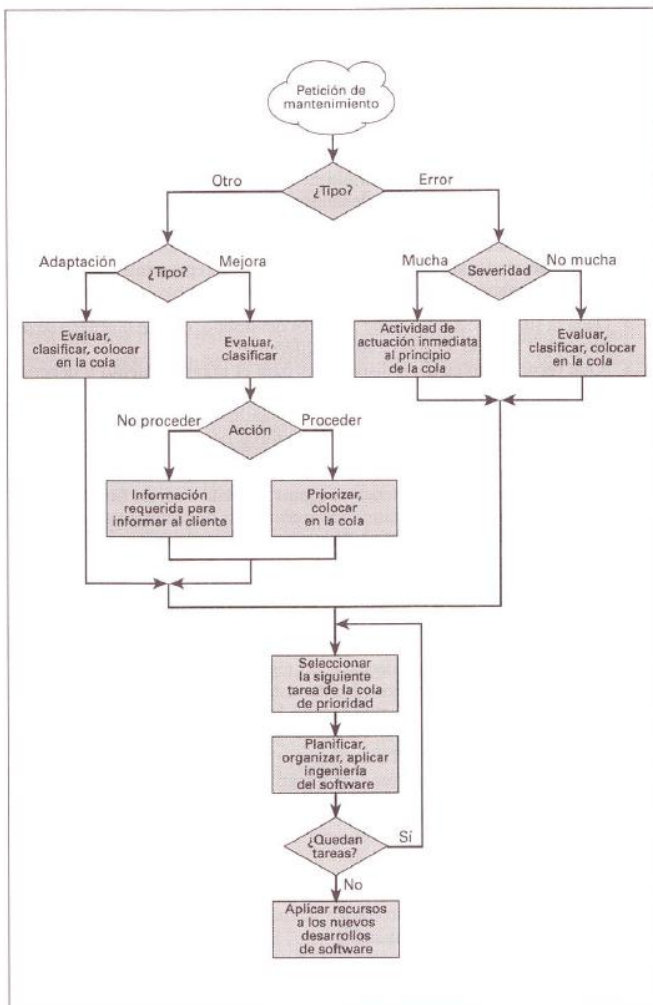 Petición de
mantenimiento
Otro
¿Tipo?
Error
Adaptación
¿Tipo?
Mejora
Mucha
Severidad
No mucha
Evaluar,
clasificar, colocar
en la cola
Evaluar,
clasificar
Actividad de
actuación inmediata
al principio
de la cola
Evaluar,
clasificar, colocar
en la cola
No proceder
Acción
Proceder
Información
requerida para
informar al cliente
Priorizar,
colocar
en la cola
Seleccionar
la siguiente
tarea de la cola
de prioridad
Planificar,
organizar, aplicar
ingeniería
del software
¿Quedan
tareas?
Sí
No
Aplicar recursos
a los nuevos
desarrollos
de software